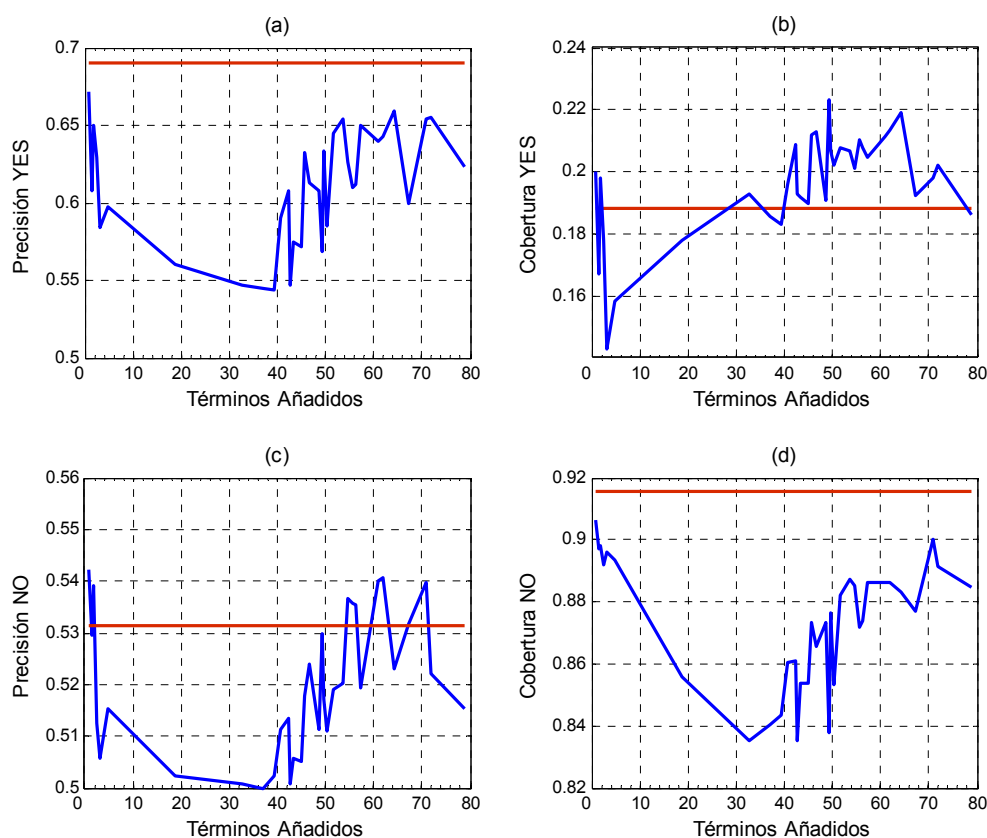 (a)
0.7
0.65
0.6
0.55
0.5
Precisión YES
0 10 20 30 40 50 60 70 80
Términos Añadidos
(b)
0.24
0.22
0.2
0.18
0.16
Cobertura YES
0 10 20 30 40 50 60 70 80
Términos Añadidos
(c)
0.56
0.55
0.54
0.53
0.52
0.51
0.5
Precisión NO
0 10 20 30 40 50 60 70 80
Términos Añadidos
(d)
0.92
0.9
0.88
0.86
0.84
0.82
Cobertura NO
0 10 20 30 40 50 60 70 80
Términos Añadidos